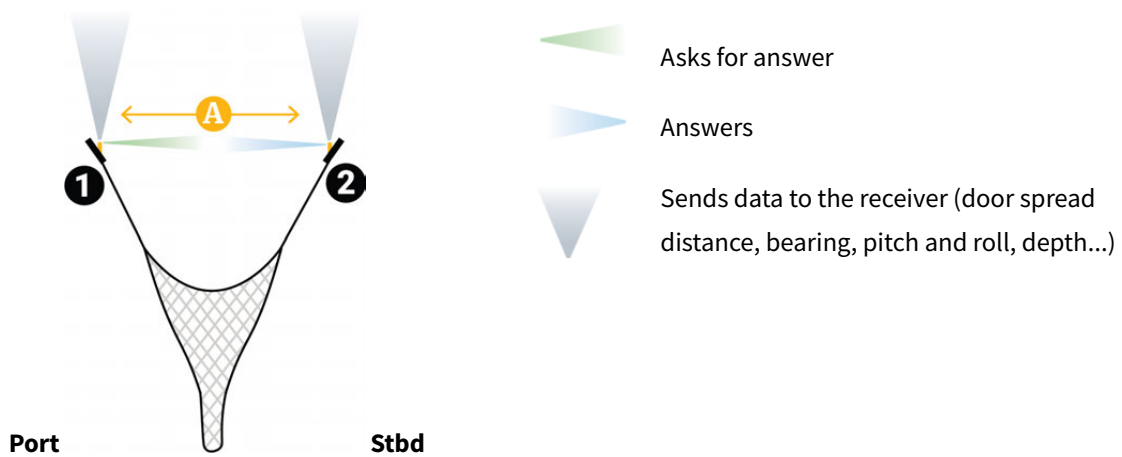 A
1
2
Port
Stbd
Asks for answer
Answers
Sends data to the receiver (door spread
distance, bearing, pitch and roll, depth...)